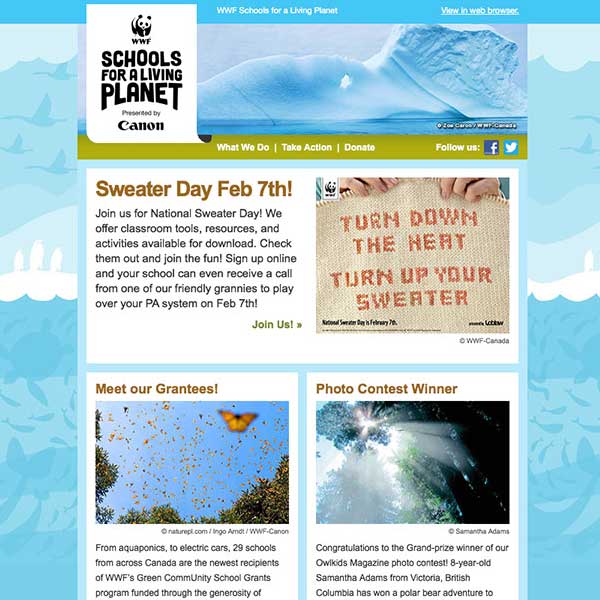 WWF Schools for a Living Planet
View in web browser.
WWF
SCHOOLS
FOR A LIVING
PLANET
Presented by
Canon
© Zoe Caron / WWF-Canada
What We Do | Take Action | Donate
Follow us:
Sweater Day Feb 7th!
Join us for National Sweater Day! We
offer classroom tools, resources, and
activities available for download. Check
them out and join the fun! Sign up online
and your school can even receive a call
from one of our friendly grannies to play
over your PA system on Feb 7th!
Join Us! »
WWF
TURN DOWN
THE HEAT
TURN UP YOUR
SWEATER
National Sweater Day is February 7th.
presented by Loblaw
© WWF-Canada
Meet our Grantees!
© naturepl.com / Ingo Arndt / WWF-Canon
From aquaponics, to electric cars, 29 schools
from across Canada are the newest recipients
of WWF's Green CommUnity School Grants
program funded through the generosity of
Photo Contest Winner
© Samantha Adams
Congratulations to the Grand-prize winner of our
Owlkids Magazine photo contest! 8-year-old
Samantha Adams from Victoria, British
Columbia has won a polar bear adventure to